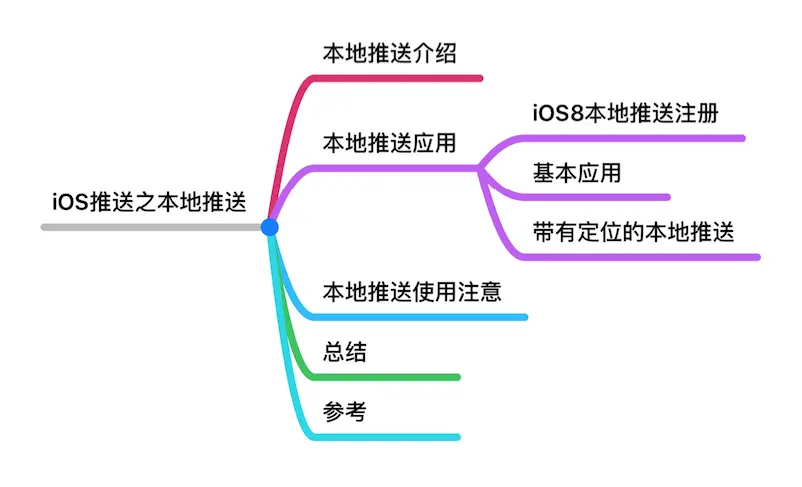 iOS推送之本地推送
本地推送介绍
本地推送应用
iOS8本地推送注册
基本应用
带有定位的本地推送
本地推送使用注意
总结
参考